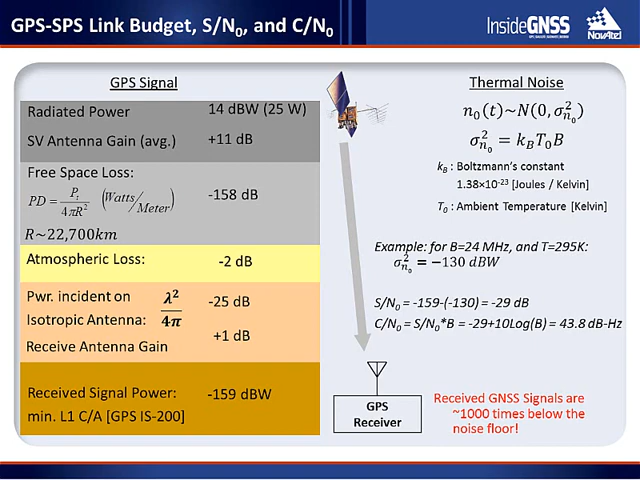 GPS-SPS Link Budget, S/N₀, and C/N₀
InsideGNSS
NovAtel
GPS Signal
Radiated Power 14 dBW (25 W)
SV Antenna Gain (avg.) +11 dB
Free Space Loss:
PD = P_t / 4πR² (Watts/Meter) -158 dB
R~22,700km
Atmospheric Loss: -2 dB
Pwr. incident on
Isotropic Antenna: λ²/4π -25 dB
Receive Antenna Gain +1 dB
Received Signal Power: -159 dBW
min. L1 C/A [GPS IS-200]
GPS
Receiver
Thermal Noise
n₀(t)~N(0, σ²ₙ₀)
σ²ₙ₀ = k_B T₀B
k_B : Boltzmann's constant
1.38×10⁻²³ [Joules / Kelvin]
T₀ : Ambient Temperature [Kelvin]
Example: for B=24 MHz, and T=295K:
σ²ₙ₀ = −130 dBW
S/N₀ = -159-(-130) = -29 dB
C/N₀ = S/N₀*B = -29+10Log(B) = 43.8 dB-Hz
Received GNSS Signals are
~1000 times below the
noise floor!